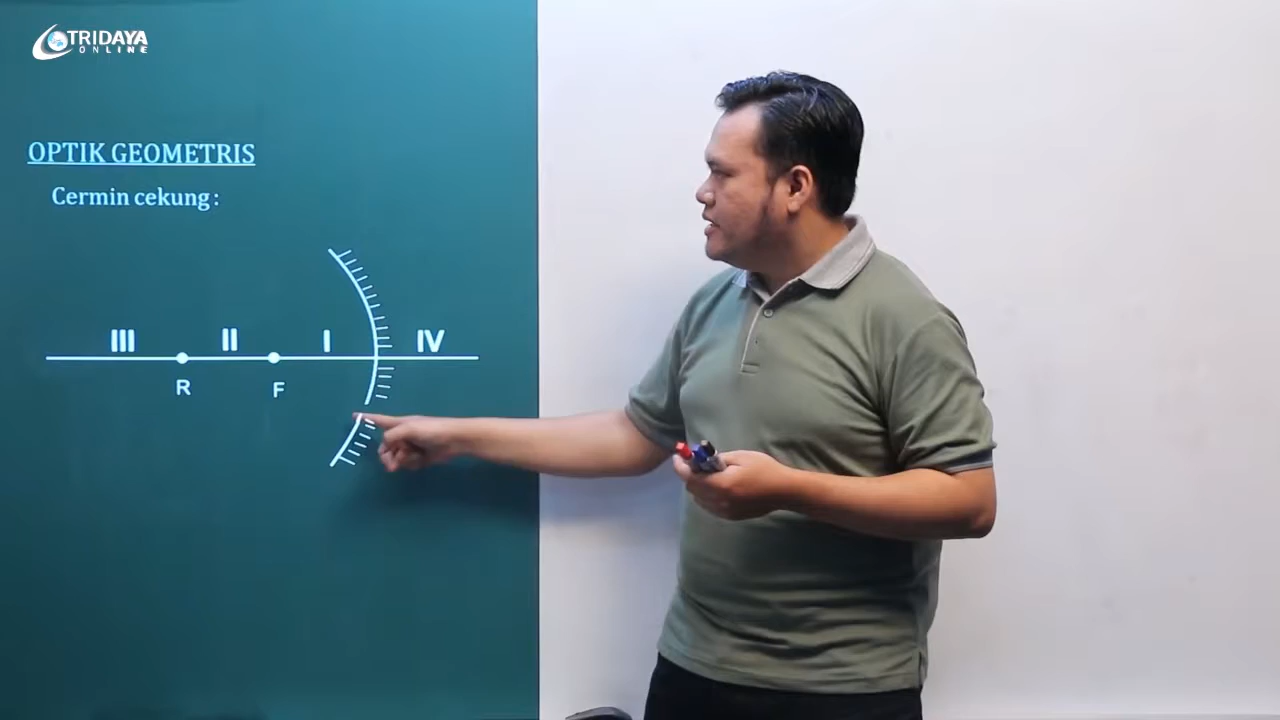 TRIDAYA
ONLINE
OPTIK GEOMETRIS
Cermin cekung :
III II I IV
R F